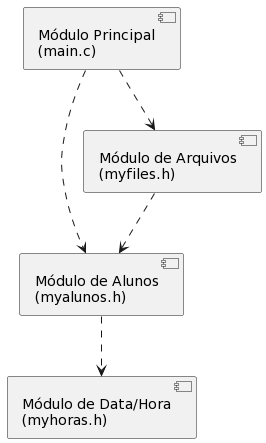 Módulo Principal
(main.c)
Módulo de Arquivos
(myfiles.h)
Módulo de Alunos
(myalunos.h)
Módulo de Data/Hora
(myhoras.h)